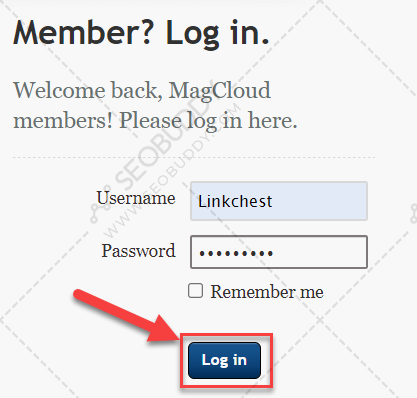 Member? Log in.
Welcome back, MagCloud
members! Please log in here.
SEOBUDDY
WWW.SEOBUDDY.COM
Username
Linkchest
Password
•••••••••
Remember me
Log in